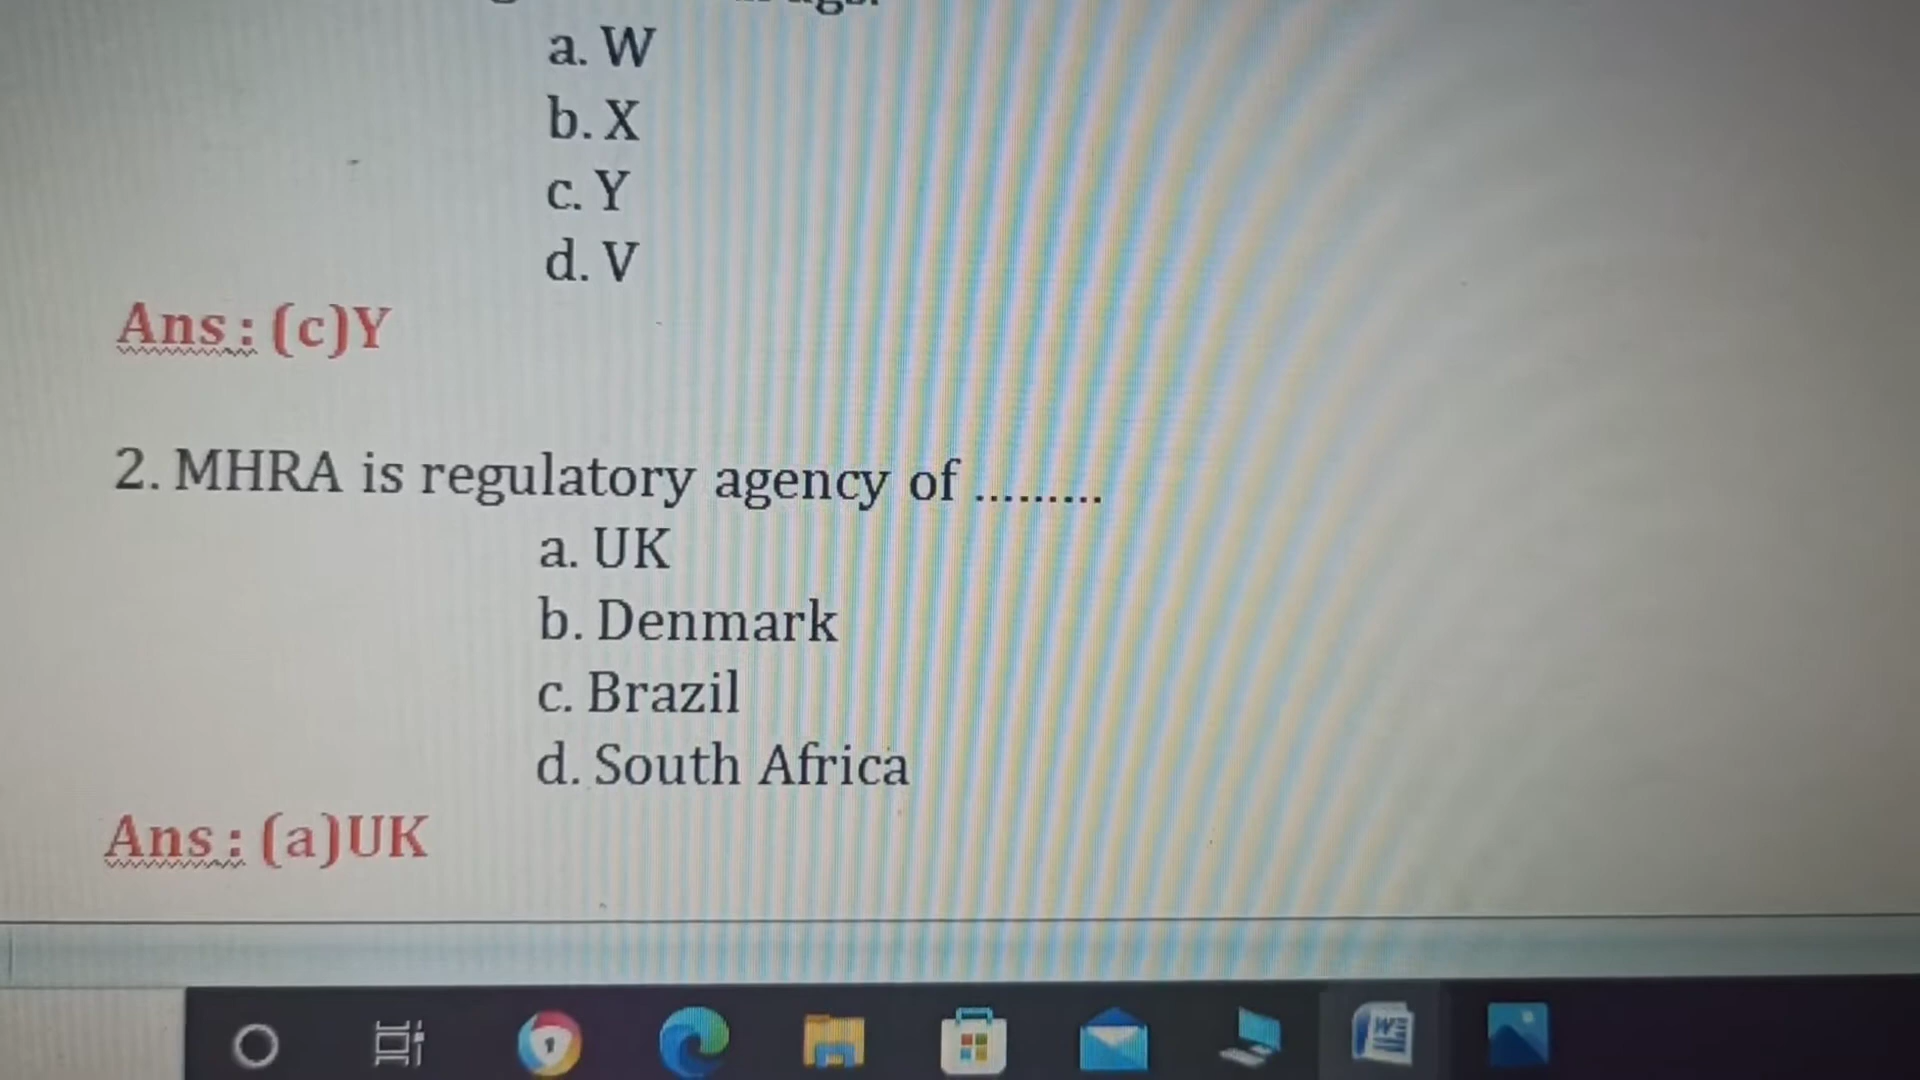 a. W
b. X
c. Y
d. V
Ans : (c)Y
2. MHRA is regulatory agency of .........
a. UK
b. Denmark
c. Brazil
d. South Africa
Ans : (a)UK